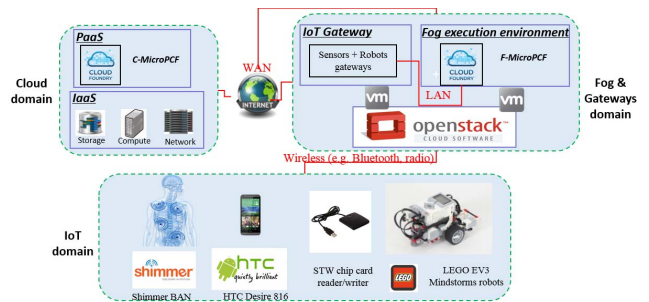 Cloud
domain
PaaS
CLOUD
FOUNDRY
C-MicroPCF
IaaS
Storage
Compute
Network
WAN
INTERNET
IoT Gateway
Sensors + Robots
gateways
Fog execution environment
CLOUD
FOUNDRY
F-MicroPCF
LAN
vm
vm
openstack™
CLOUD SOFTWARE
Fog &
Gateways
domain
Wireless (e.g. Bluetooth, radio)
IoT
domain
shimmer
Shimmer BAN
hTC
quietly brilliant
HTC Desire 816
STW chip card
reader/writer
LEGO
LEGO EV3
Mindstorms robots